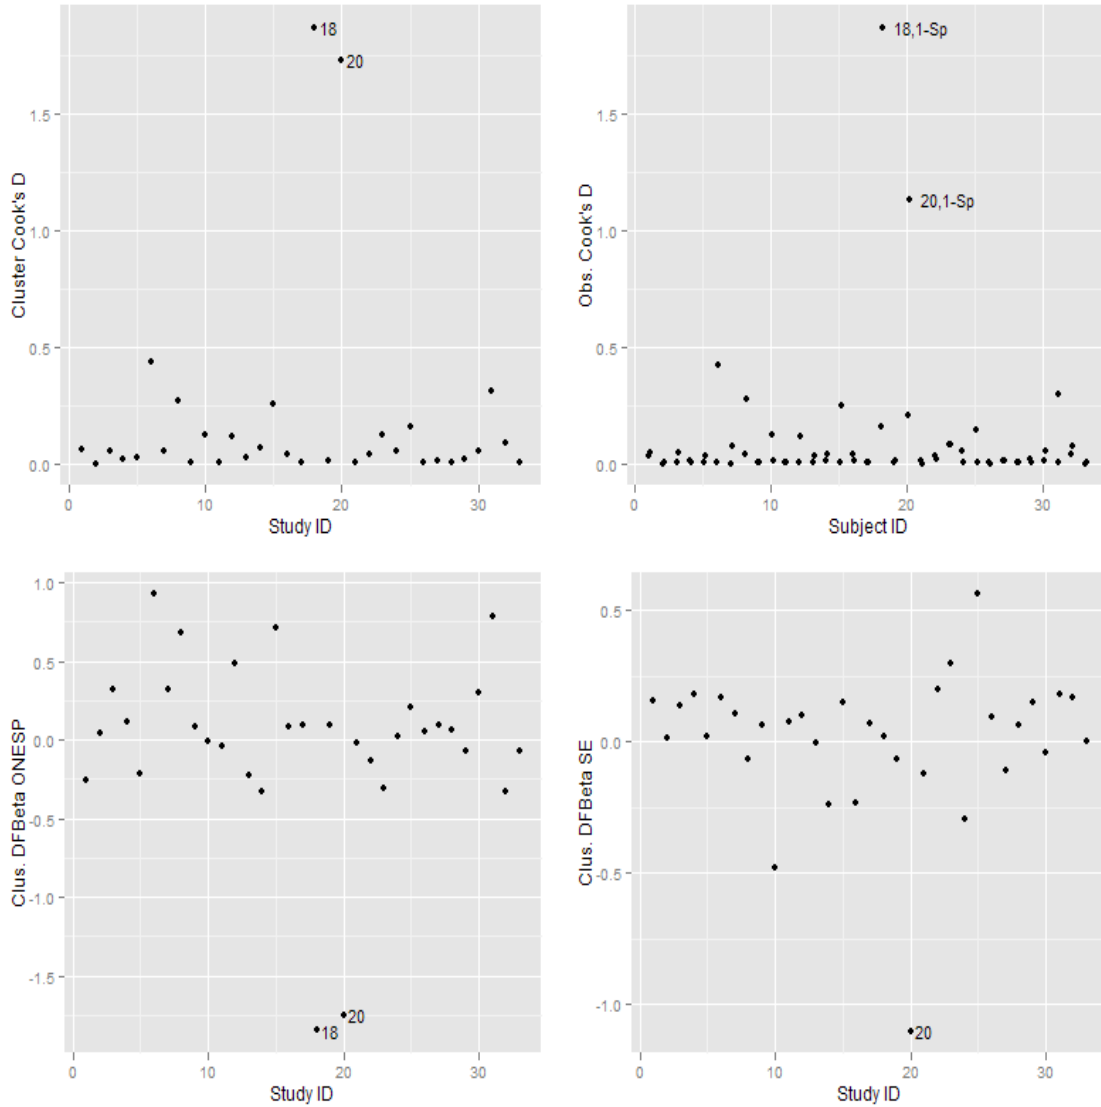 18
20
1.5
1.0
0.5
0.0
Cluster Cook's D
0 10 20 30
Study ID
18,1-Sp
20,1-Sp
1.5
1.0
0.5
0.0
Obs. Cook's D
0 10 20 30
Subject ID
1.0
0.5
0.0
-0.5
-1.0
-1.5
Clus. DFBeta ONESP
20
18
0 10 20 30
Study ID
0.5
0.0
-0.5
-1.0
Clus. DFBeta SE
20
0 10 20 30
Study ID